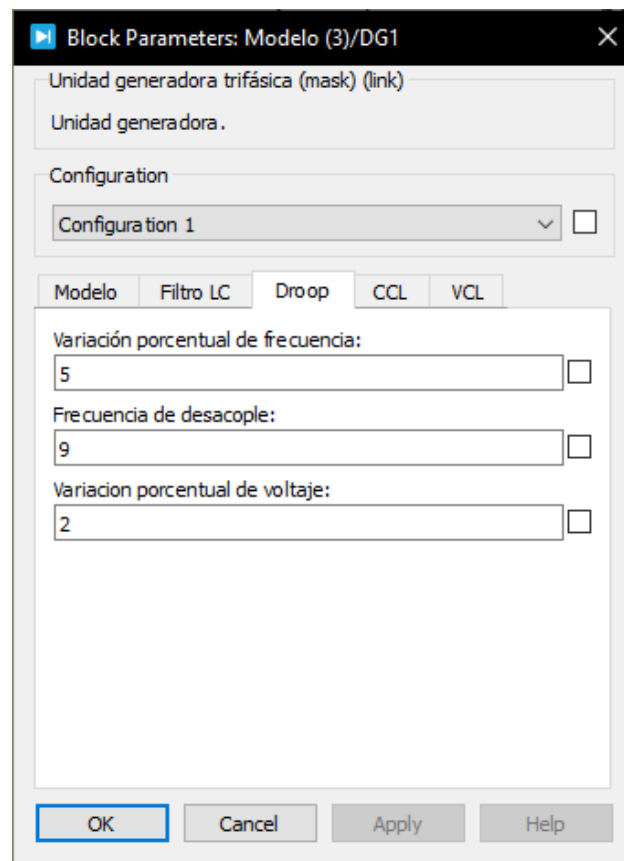 Block Parameters: Modelo (3)/DG1
Unidad generadora trifásica (mask) (link)
Unidad generadora.
Configuration
Configuration 1
Modelo Filtro LC Droop CCL VCL
Variación porcentual de frecuencia:
5
Frecuencia de desacople:
9
Variacion porcentual de voltaje:
2
OK Cancel Apply Help